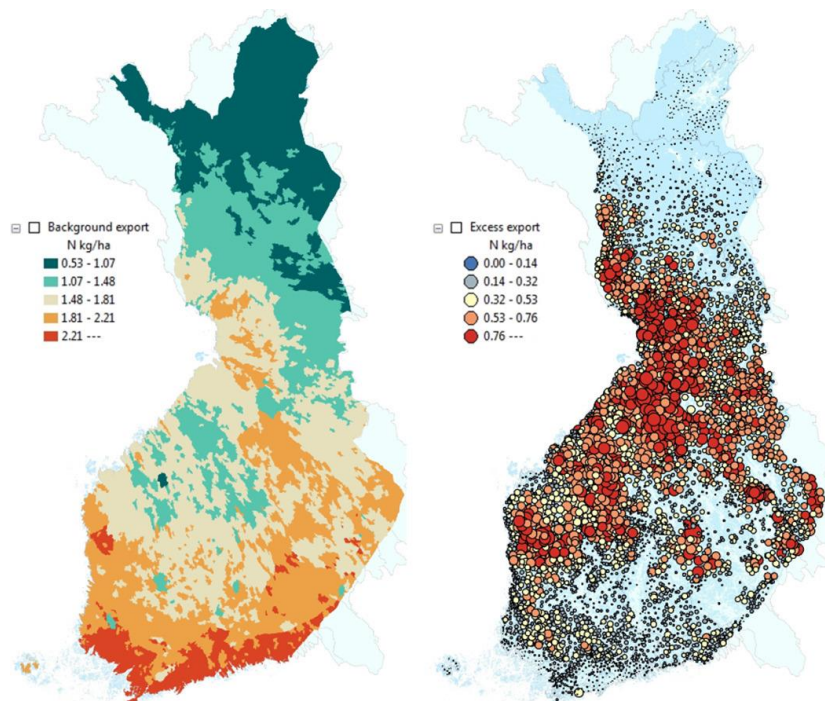 Background export
N kg/ha
0.53 - 1.07
1.07 - 1.48
1.48 - 1.81
1.81 - 2.21
2.21 ---
Excess export
N kg/ha
0.00 - 0.14
0.14 - 0.32
0.32 - 0.53
0.53 - 0.76
0.76 ---